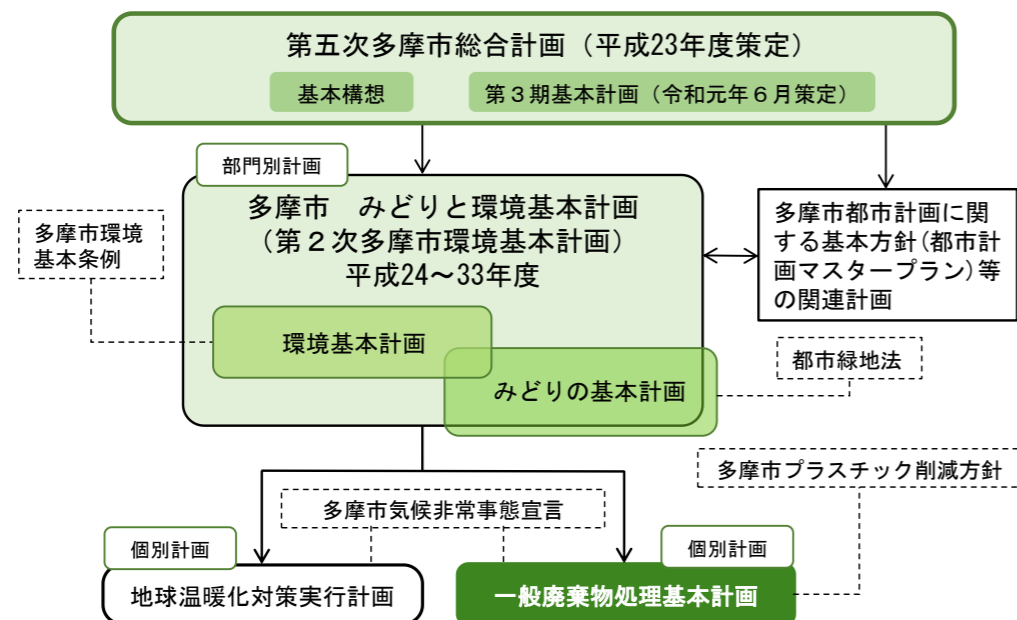 第五次多摩市総合計画（平成23年度策定）
基本構想
第３期基本計画（令和元年６月策定）
部門別計画
多摩市　みどりと環境基本計画
（第２次多摩市環境基本計画）
平成24～33年度
多摩市環境
基本条例
多摩市都市計画に関
する基本方針（都市計
画マスタープラン）等
の関連計画
環境基本計画
みどりの基本計画
都市緑地法
多摩市プラスチック削減方針
多摩市気候非常事態宣言
個別計画
地球温暖化対策実行計画
個別計画
一般廃棄物処理基本計画